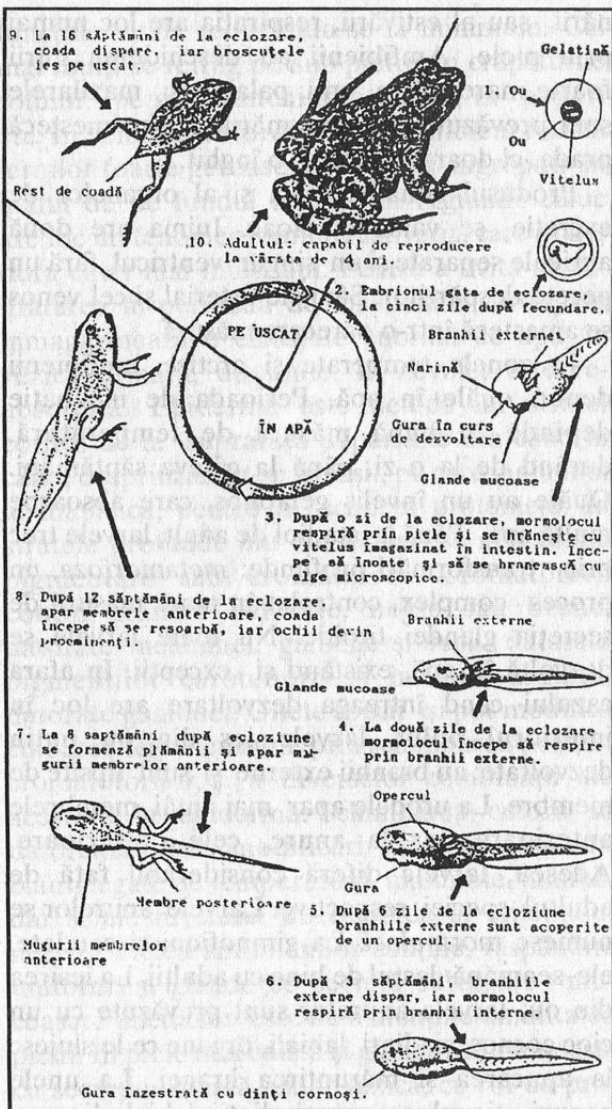 9. La 16 săptămâni de la eclozare,
coada dispare, iar broscuțele
Rest de coadă
10. Adultul: capabil de reproducere
la vârsta de 3 ani.
Gelatină
1. Ou
Ou
Vitelus
2. Embrionul gata de eclozare,
la cinci zile după fecundare.
Branhii externe
Narină
Gura în curs
de dezvoltare
Glande mucoase
PE USCAT
ÎN APĂ
3. După o zi de la eclozare, mormolocul
respiră prin piele și se hrănește cu
vitelus imagazinat în intestin. Înce-
pe să înoate și să se hrănească cu
alge microscopice.
8. După 12 săptămâni de la eclozare,
apar membrele anterioare, coada
începe să se resoarbă, iar ochii devin
proeminenți.
Branhii externe
Glande mucoase
4. La două zile de la eclozare
mormolocul începe să respire
prin branhii externe.
7. La 8 saptămâni după ecloziune
se formează plămânii și apar mu-
gurii membrelor anterioare.
Membre posterioare
Mugurii membrelor
anterioare
Opercul
Gura
5. După zile de la ecloziune
branhiile externe sunt acoperite
de un opercul.
6. După 3 săptămâni, branhiile
externe dispar, iar mormolocul
respiră prin branhii interne.
Gura înzestrată cu dinți cornoși.